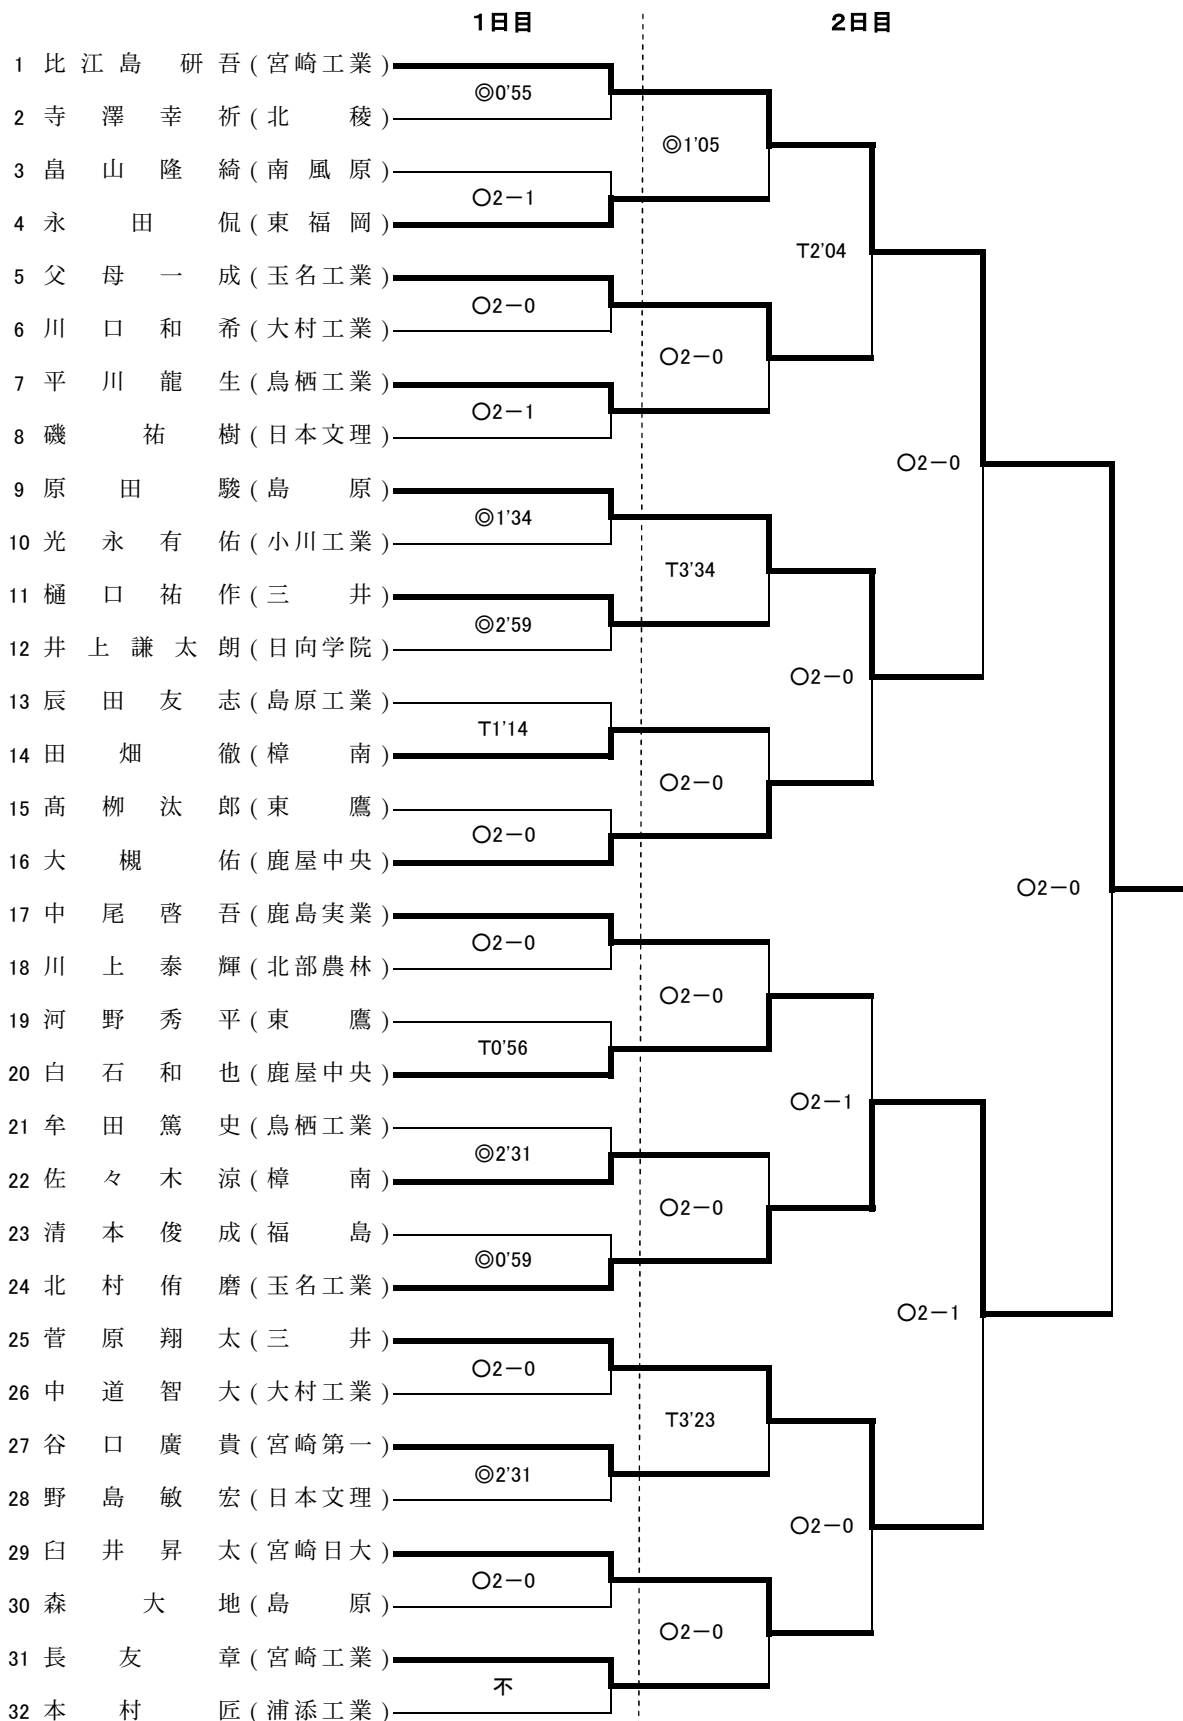 1日目 2日目
1 比江島 研吾(宮崎工業)
◎0'55
2 寺澤幸祈(北稜)
◎1'05
3 畠山隆綺(南風原)
○2-1
4 永田侃(東福岡)
T2'04
5 父母一成(玉名工業)
○2-0
6 川口和希(大村工業)
○2-0
7 平川龍生(鳥栖工業)
○2-1
8 磯祐樹(日本文理)
○2-0
9 原田駿(島原)
◎1'34
10 光永有佑(小川工業)
T3'34
11 樋口祐作(三井)
◎2'59
12 井上謙太朗(日向学院)
○2-0
13 辰田友志(島原工業)
T1'14
14 田畑徹(樟南)
○2-0
15 髙栁汰郎(東鷹)
○2-0
16 大槻佑(鹿屋中央)
○2-0
17 中尾啓吾(鹿島実業)
○2-0
18 川上泰輝(北部農林)
○2-0
19 河野秀平(東鷹)
T0'56
20 白石和也(鹿屋中央)
○2-1
21 牟田篤史(鳥栖工業)
◎2'31
22 佐々木涼(樟南)
○2-0
23 清本俊成(福島)
◎0'59
24 北村侑磨(玉名工業)
○2-1
25 菅原翔太(三井)
○2-0
26 中道智大(大村工業)
T3'23
27 谷口廣貴(宮崎第一)
◎2'31
28 野島敏宏(日本文理)
○2-0
29 臼井昇太(宮崎日大)
○2-0
30 森大地(島原)
○2-0
31 長友章(宮崎工業)
不
32 本村匠(浦添工業)